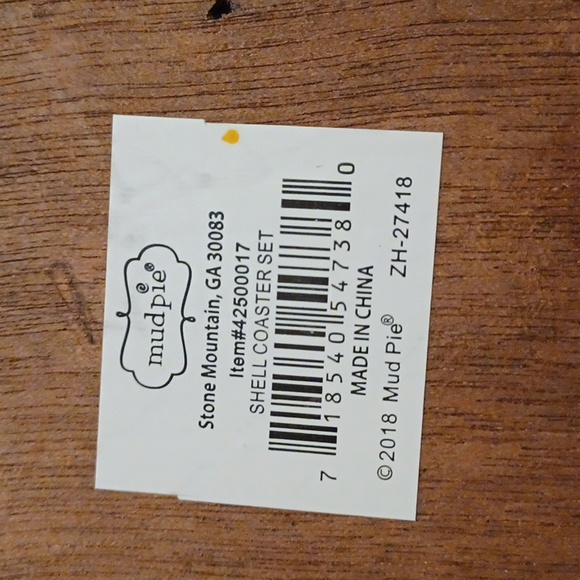 mudpie®
Stone Mountain, GA 30083
Item#42500017
SHELL COASTER SET
7 18540 54738 0
MADE IN CHINA
©2018 Mud Pie® ZH-27418